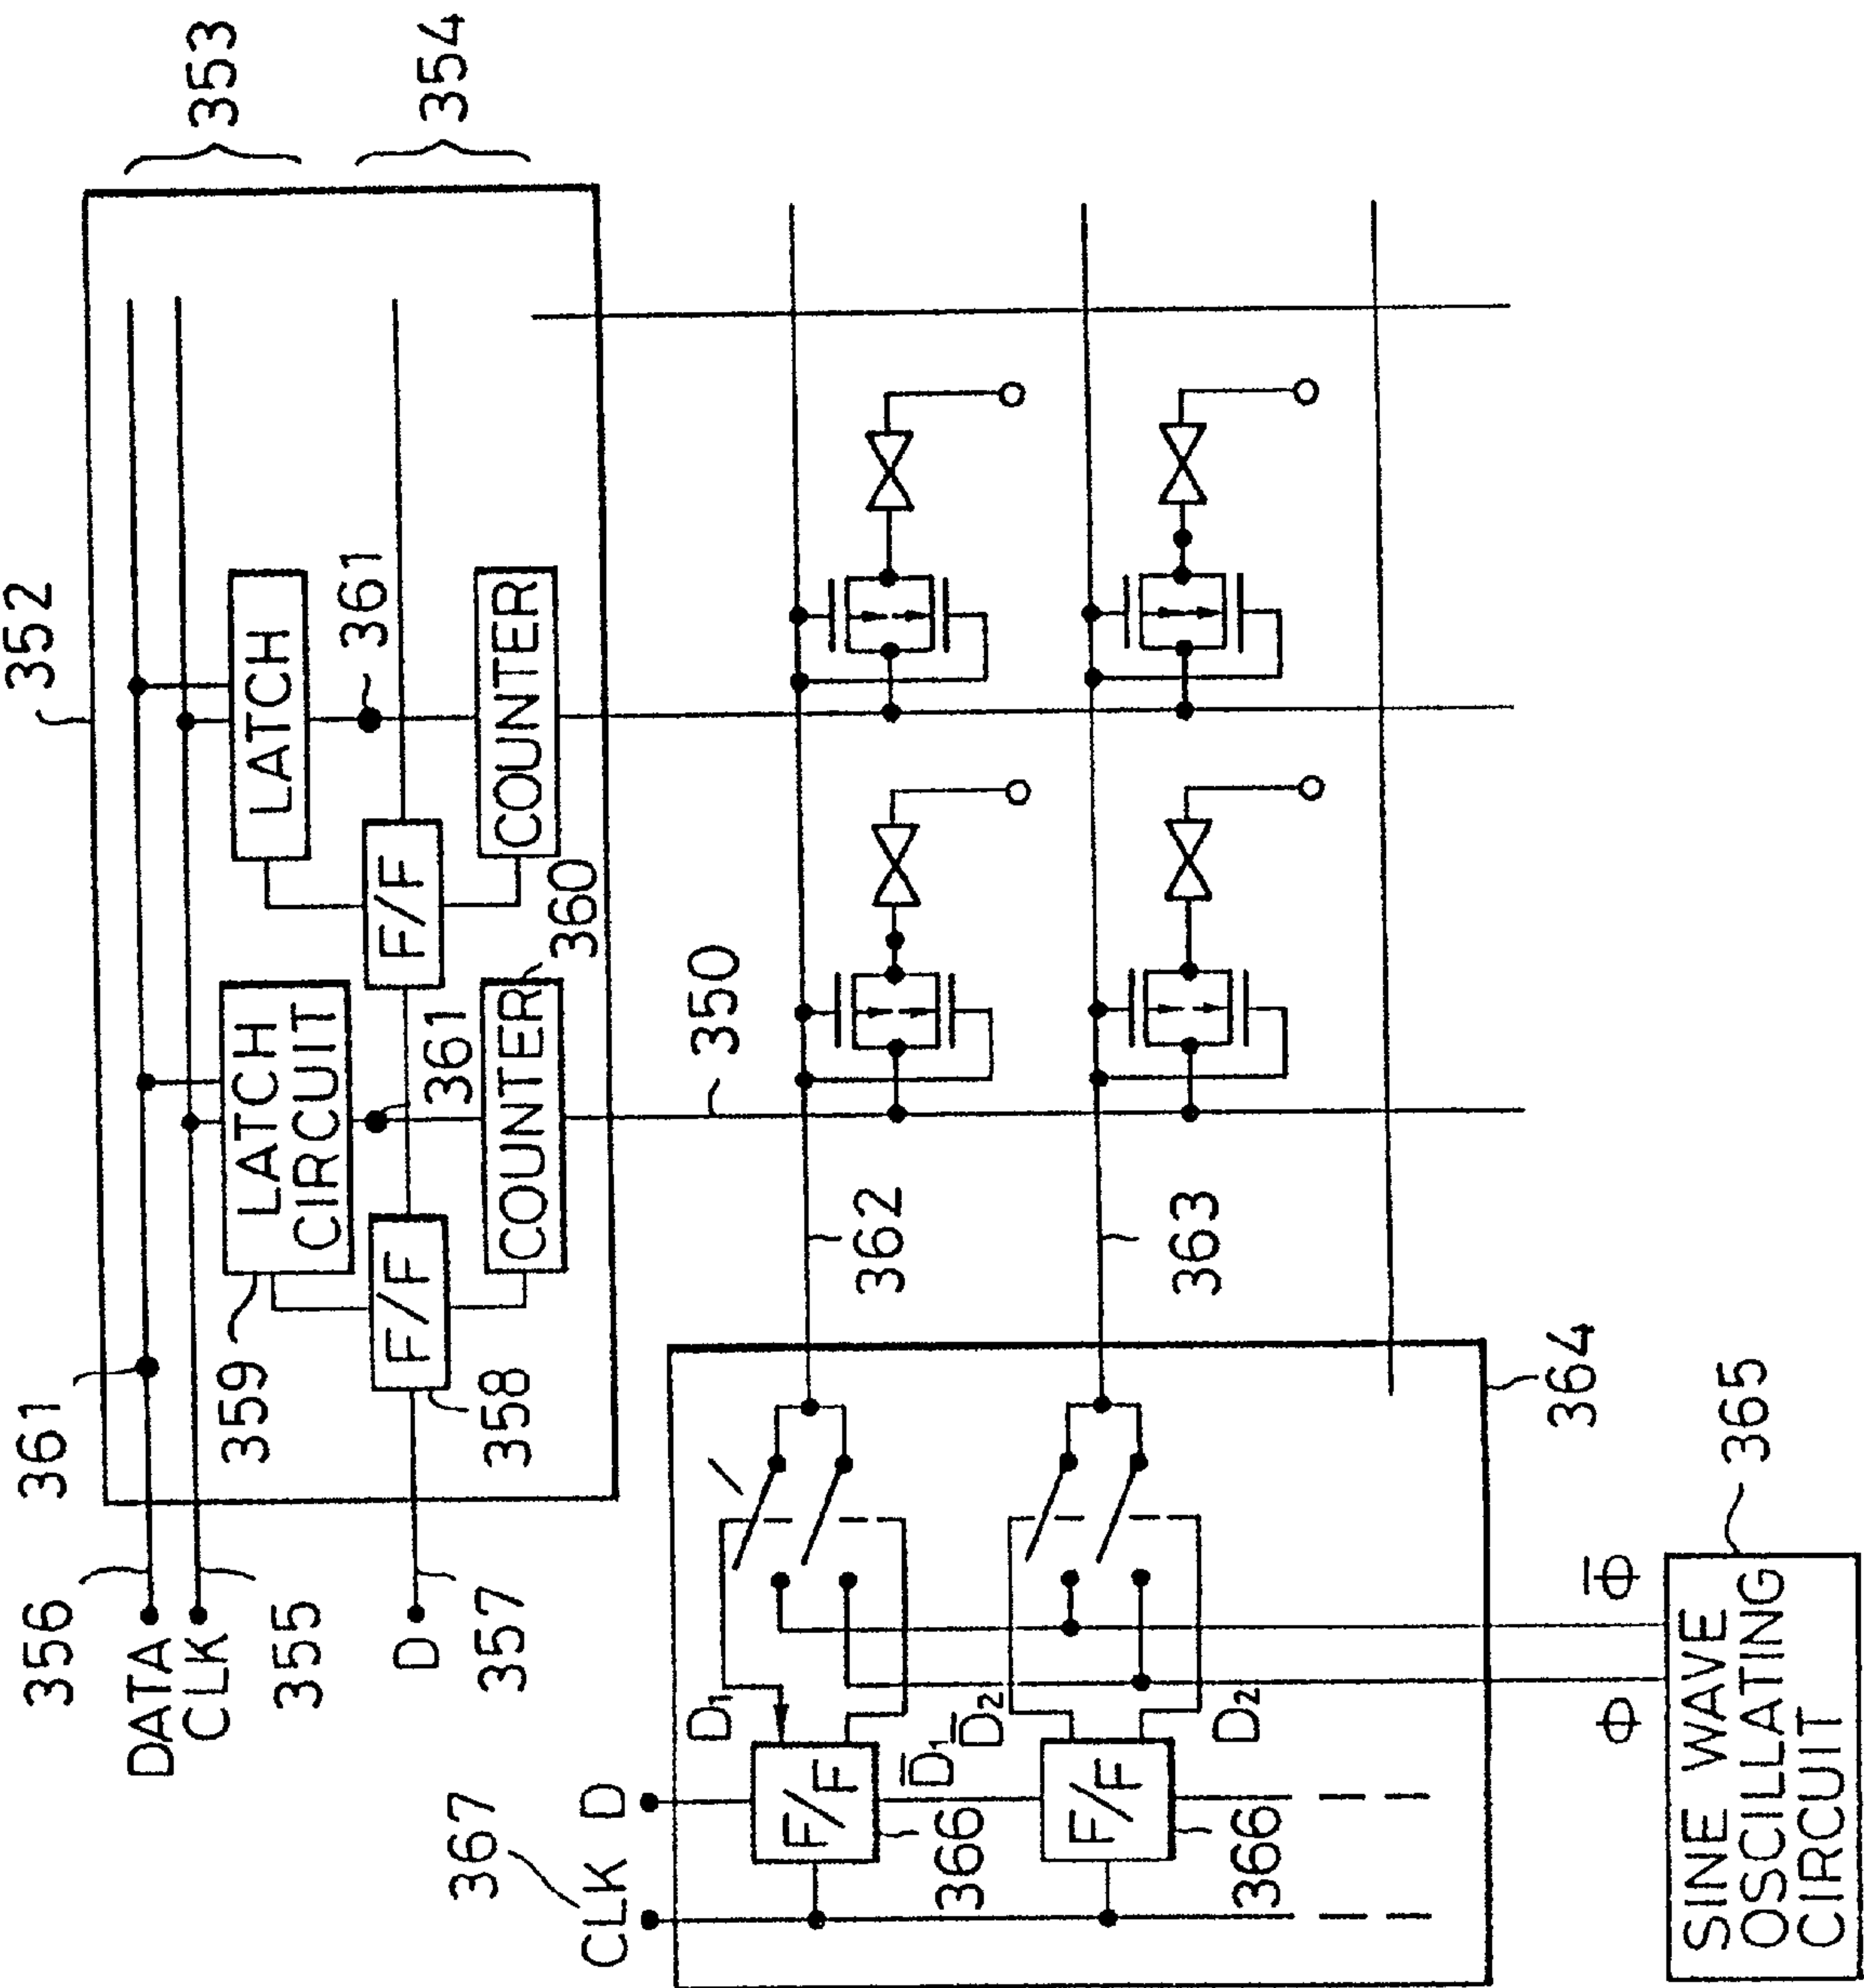 352
353
354
361
356
DATA
CLK
355
D
357
359
358
LATCH
CIRCUIT
361
F/F
COUNTER
360
LATCH
361
F/F
COUNTER
350
362
363
367
CLK
D
D₁
D̅₁
F/F
366
D̅₂
D₂
F/F
366
364
Φ
Φ̅
365
SINE WAVE
OSCILLATING
CIRCUIT